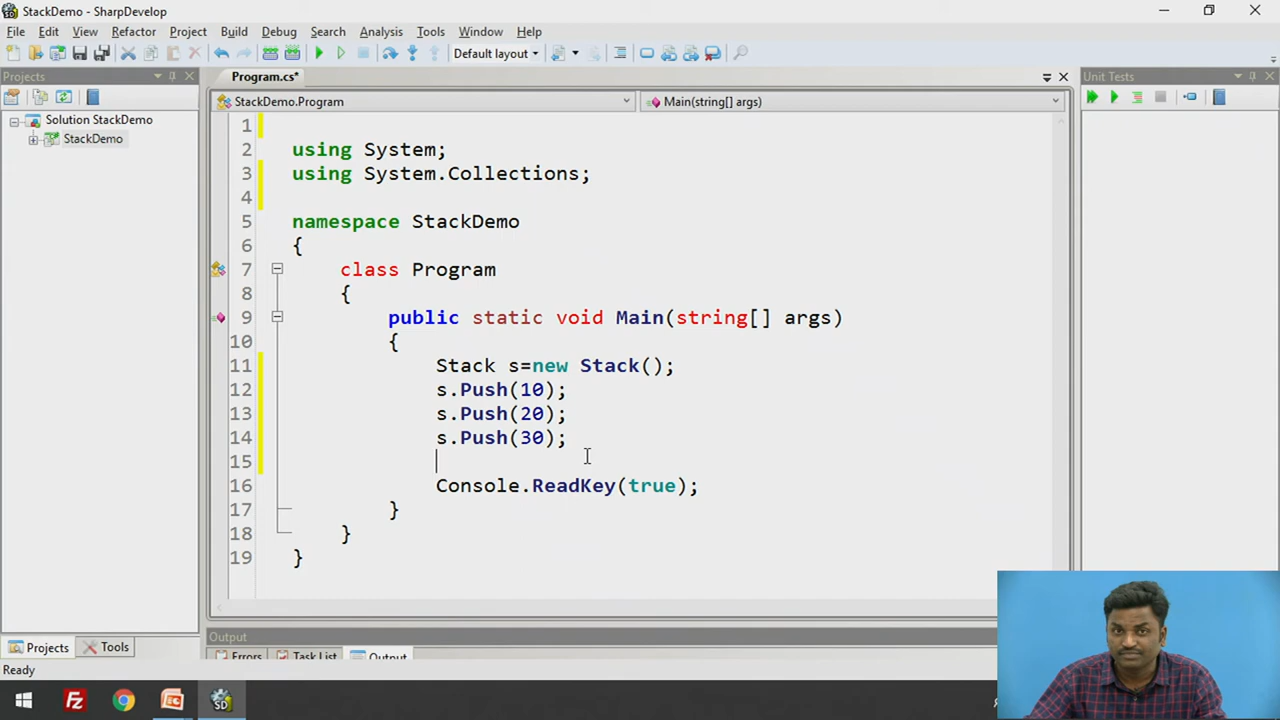 StackDemo - SharpDevelop
File Edit View Refactor Project Build Debug Search Analysis Tools Window Help
Default layout
Projects
Program.cs*
Unit Tests
StackDemo.Program
Main(string[] args)
Solution StackDemo
StackDemo
1
2 using System;
3 using System.Collections;
4
5 namespace StackDemo
6 {
7 class Program
8 {
9 public static void Main(string[] args)
10 {
11 Stack s=new Stack();
12 s.Push(10);
13 s.Push(20);
14 s.Push(30);
15
16 Console.ReadKey(true);
17 }
18 }
19 }
Output
Projects Tools
Errors Task List Output
Ready